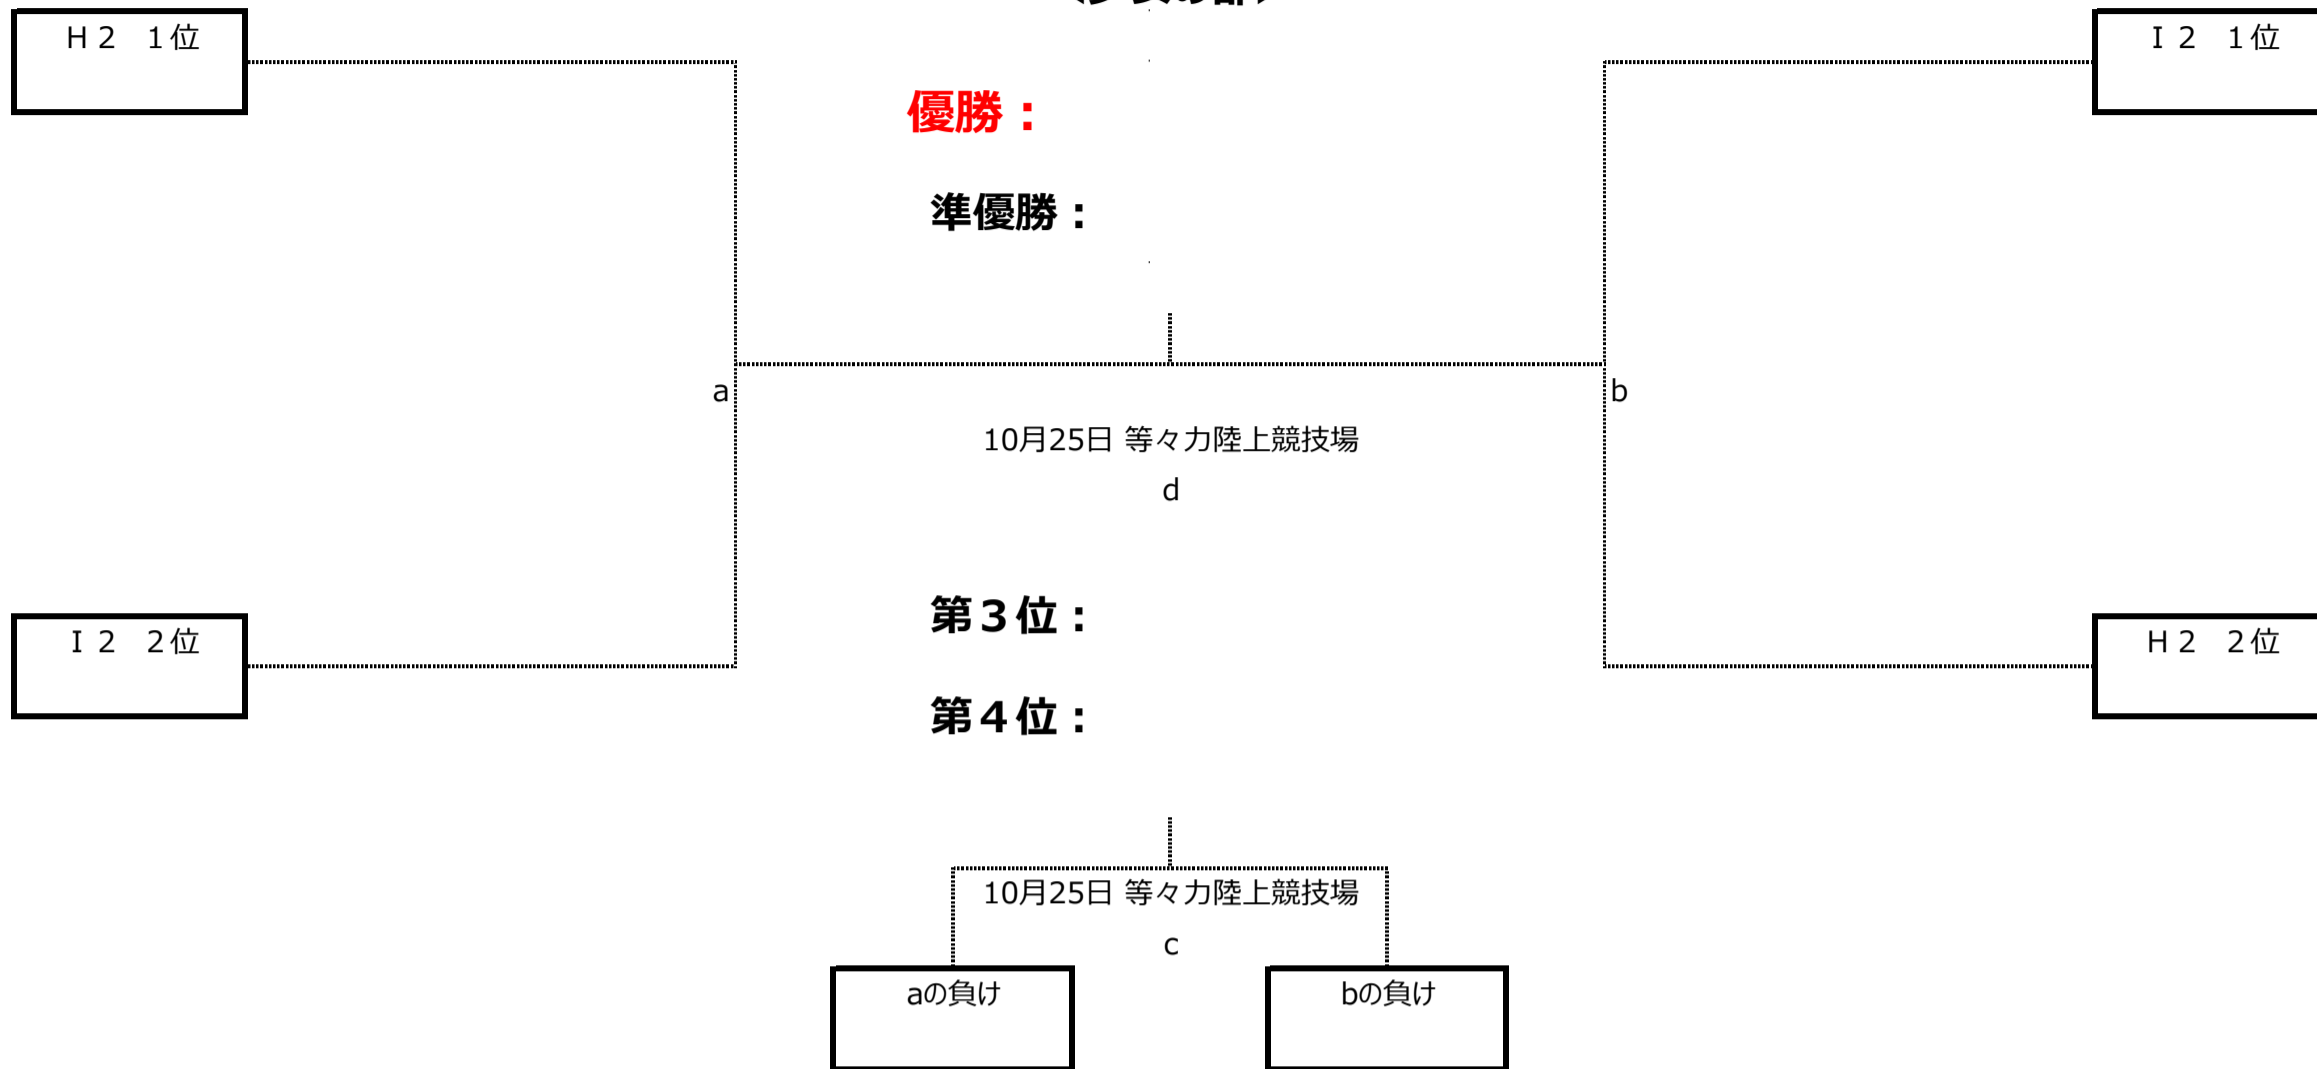 H２　１位
I２　１位
優勝：
準優勝：
a
b
10月25日 等々力陸上競技場
d
第３位：
I２　２位
H２　２位
第４位：
10月25日 等々力陸上競技場
c
aの負け
bの負け